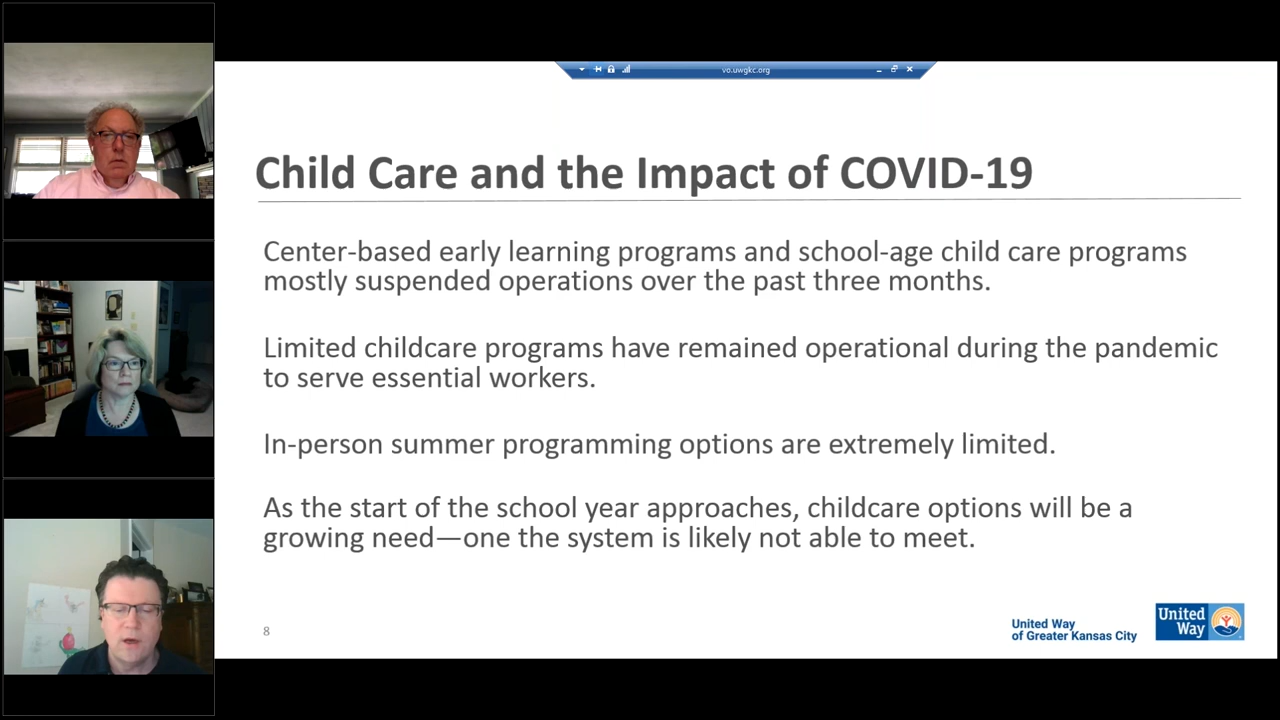 vo.uwgkc.org
Child Care and the Impact of COVID-19
Center-based early learning programs and school-age child care programs
mostly suspended operations over the past three months.
Limited childcare programs have remained operational during the pandemic
to serve essential workers.
In-person summer programming options are extremely limited.
As the start of the school year approaches, childcare options will be a
growing need—one the system is likely not able to meet.
8
United Way
of Greater Kansas City
United
Way